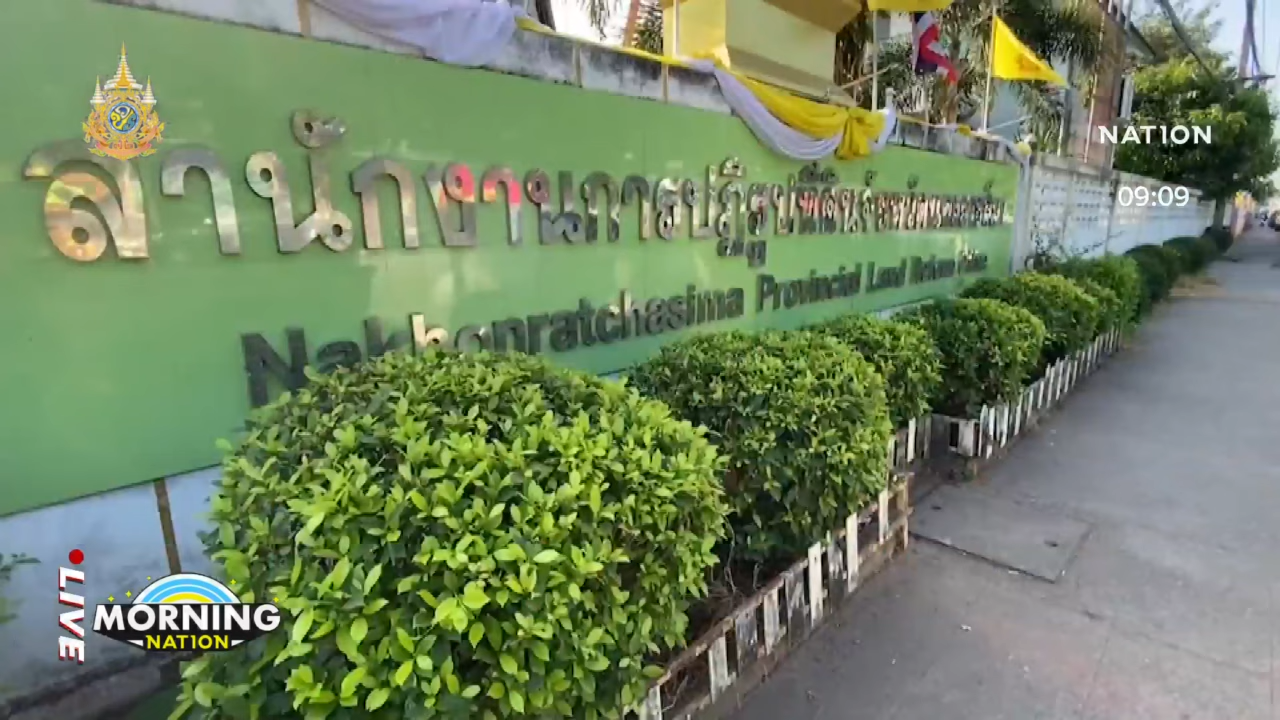 NATION
09:09
สำนักงานการปฏิรูปที่ดินจังหวัดนครราชสีมา
Nakhonratchasima Provincial Land Reform Office
LIVE
MORNING
NATION